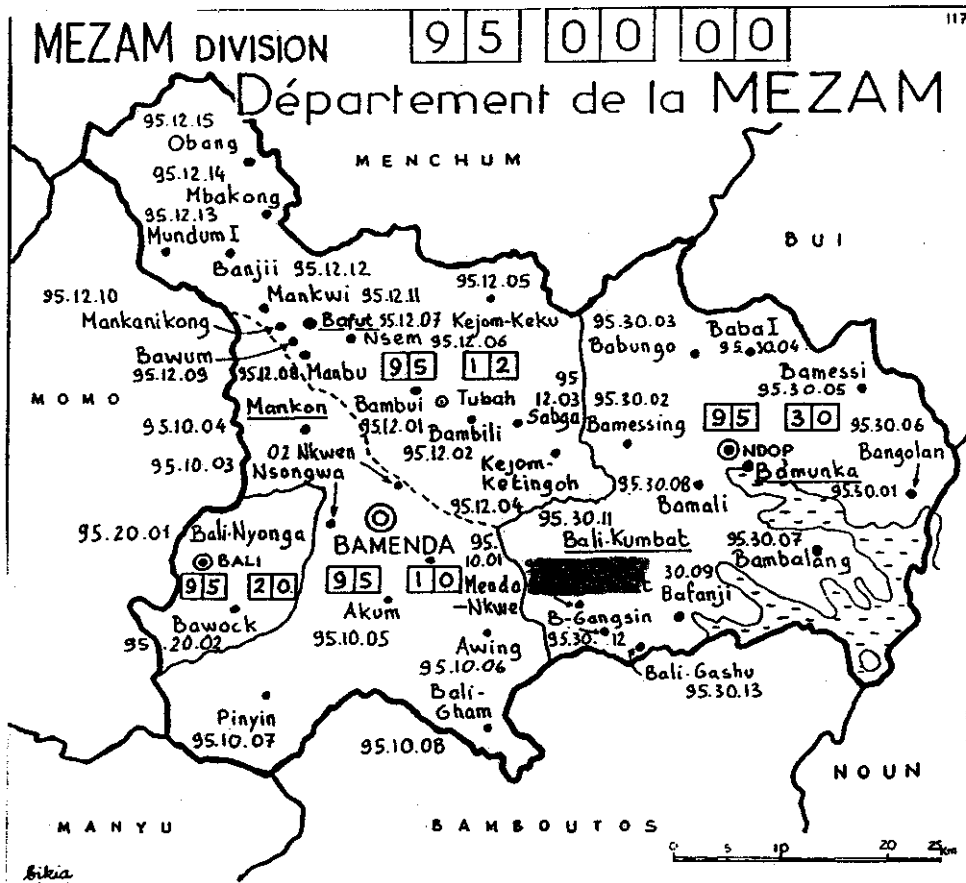 117
MEZAM DIVISION 95 00 00
Département de la MEZAM
95.12.15
Obang
MENCHUM
95.12.14
Mbakong
95.12.13
Mundum I
BUI
Banjii 95.12.12
95.12.05
95.12.10
Mankwi 95.12.11
Mankanikong
Bafut 95.12.07 Kejom-Keku
95.30.03
Baba I
Nsem 95.12.06
Babungo
95.30.04
Bawum
95.12.09
95.12.08 Manbu
95 12
Bamessi
95.30.05
MOMO
Mankon
Bambui
95.12.01
Tubah
95
12.03
Sabga
95.30.02
Bamessing
95 30
95.30.06
Bangolan
95.10.04
Bambili
95.12.02
NDOP
Bamunka
95.10.03
02 Nkwen
Nsongwa
Kejom-
Ketingoh
95.12.04
95.30.08
Bamali
95.30.01
95.20.01
Bali-Nyonga
95.30.11
Bali-Kumbat
95.30.07
Bambalang
BALI
BAMENDA
95.
10.01
95 20
95 10
Menda
-Nkwe
t
30.09
Bafanji
Bawock
95.20.02
Akum
95.10.05
B-Gangsin
95.30.12
Awing
95.10.06
Bali-Gashu
95.30.13
Bali-
Gham
Pinyin
95.10.07
95.10.08
NOUN
MANYU
BAMBOUTOS
0 5 10 20 25 Km
Bikia